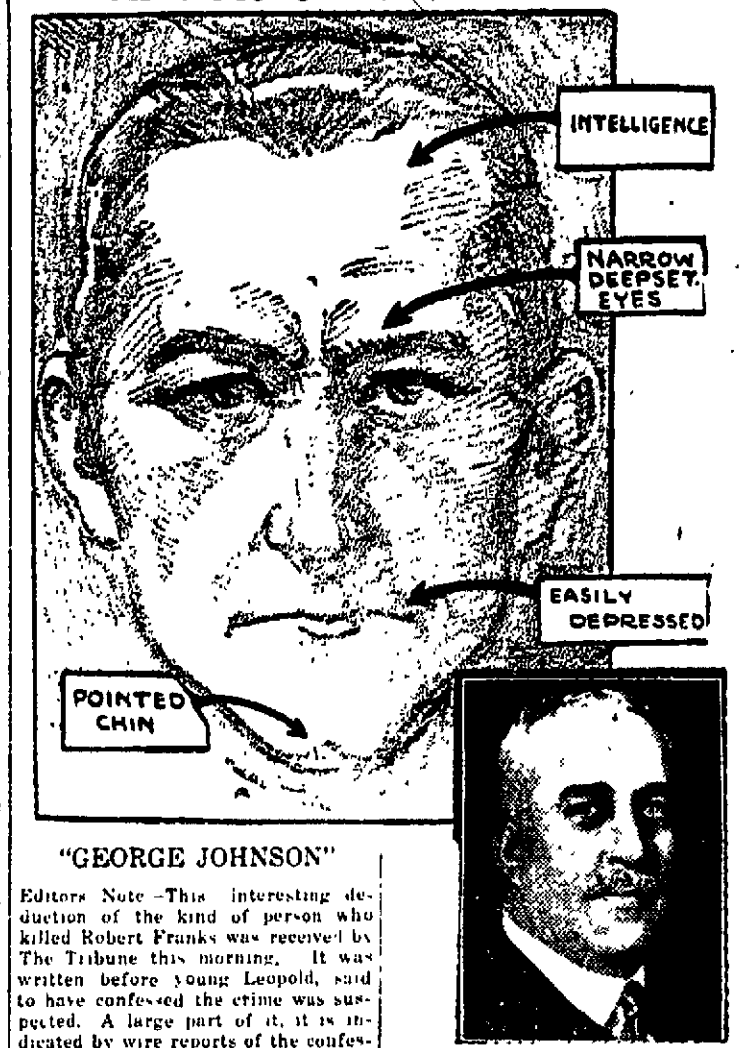 INTELLIGENCE
NARROW
DEEPSET
EYES
EASILY
DEPRESSED
POINTED
CHIN
"GEORGE JOHNSON"
Editors Note —This interesting de-
duction of the kind of person who
killed Robert Franks was received by
The Tribune this morning. It was
written before young Leopold, said
to have confessed the crime was sus-
pected. A large part of it, it is in-
dicated by wire reports of the confes-